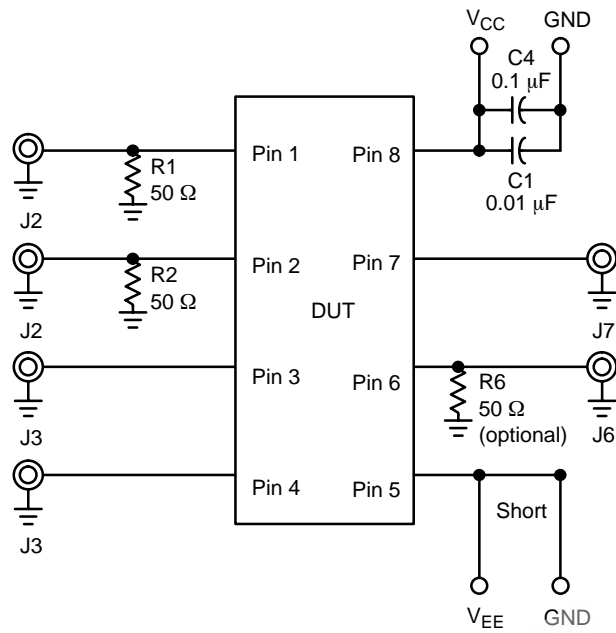 V_CC GND
C4
0.1 μF
Pin 1 Pin 8
R1
50 Ω
C1
0.01 μF
J2
Pin 2 Pin 7
R2
50 Ω
DUT
J2 J7
Pin 3 Pin 6
R6
50 Ω
(optional)
J3 J6
Pin 4 Pin 5
Short
J3
V_EE GND